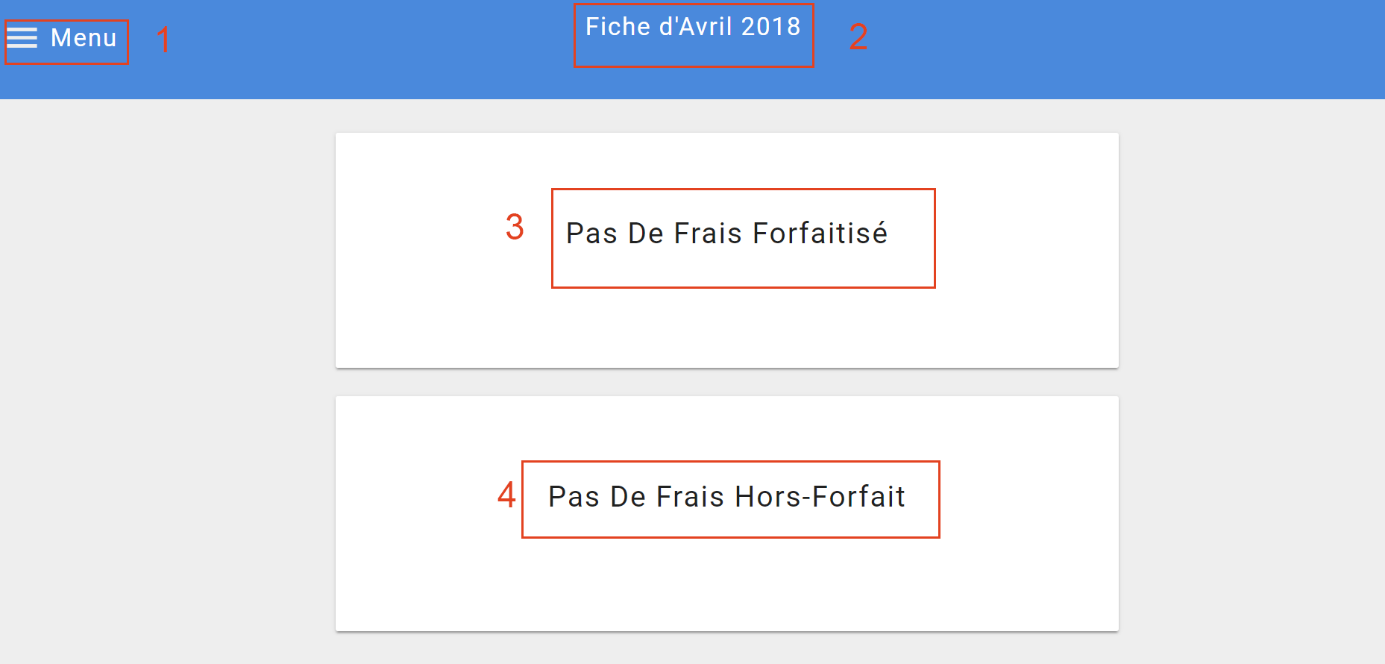 Menu 1
Fiche d'Avril 2018 2
3 Pas De Frais Forfaitisé
4 Pas De Frais Hors-Forfait